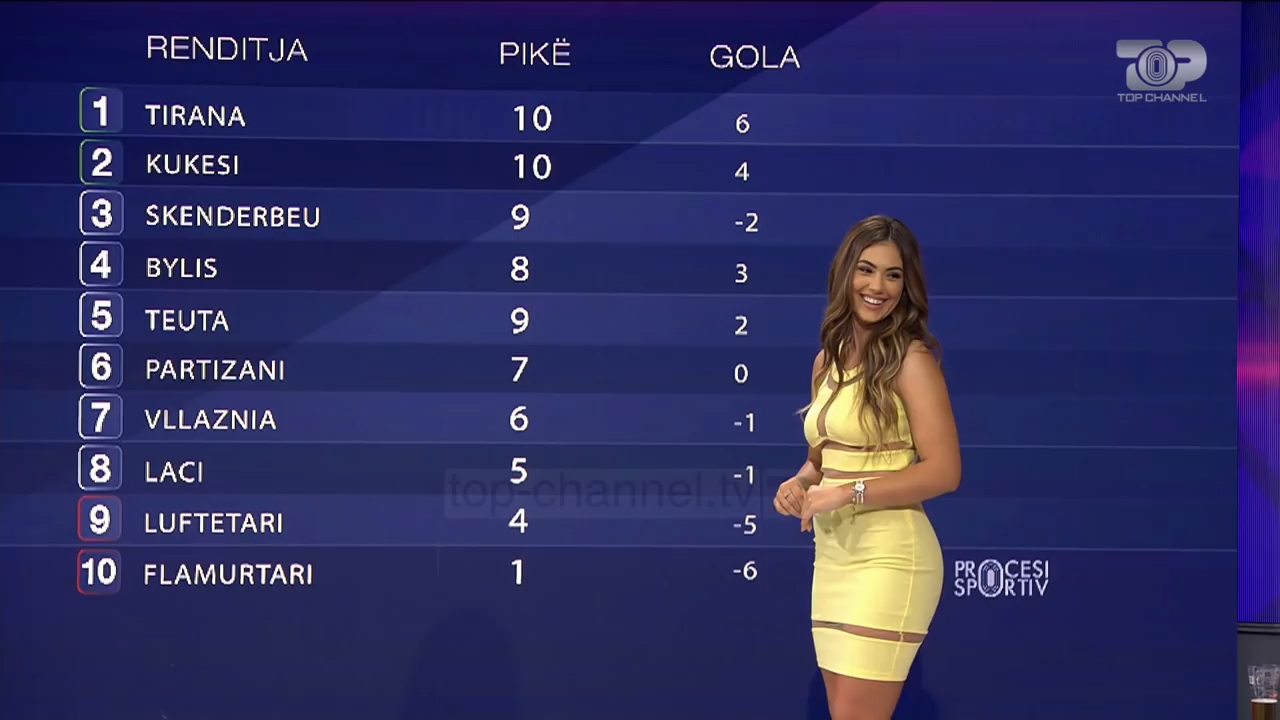 RENDITJA PIKË GOLA
TOP CHANNEL
1 TIRANA 10 6
2 KUKESI 10 4
3 SKENDERBEU 9 -2
4 BYLIS 8 3
5 TEUTA 9 2
6 PARTIZANI 7 0
7 VLLAZNIA 6 -1
8 LACI 5 -1
top-channel.tv
9 LUFTETARI 4 -5
10 FLAMURTARI 1 -6
PROCESI
SPORTIV